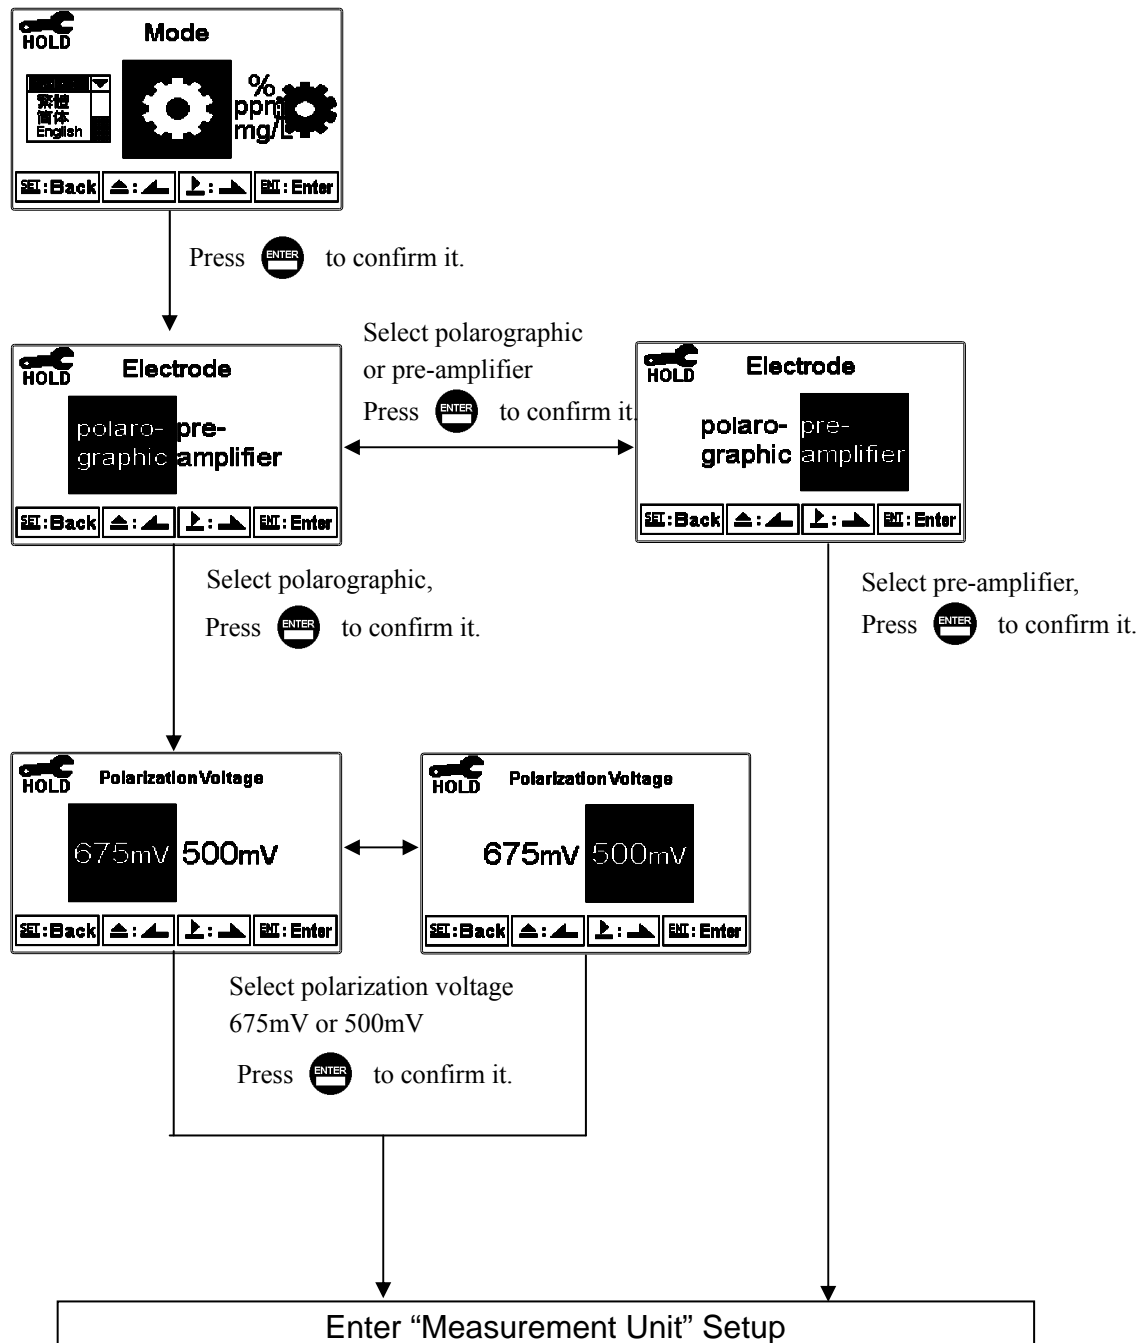 HOLD
Mode
繁體
简体
English
%
ppm
mg/L
SET:Back
:
:
ENT:Enter
Press ENTER to confirm it.
Select polarographic
or pre-amplifier
Press ENTER to confirm it.
HOLD
Electrode
polaro- pre-
graphic amplifier
SET:Back
:
:
ENT:Enter
HOLD
Electrode
polaro- pre-
graphic amplifier
SET:Back
:
:
ENT:Enter
Select polarographic,
Press ENTER to confirm it.
Select pre-amplifier,
Press ENTER to confirm it.
HOLD
Polarization Voltage
675mV 500mV
SET:Back
:
:
ENT:Enter
HOLD
Polarization Voltage
675mV 500mV
SET:Back
:
:
ENT:Enter
Select polarization voltage
675mV or 500mV
Press ENTER to confirm it.
Enter “Measurement Unit” Setup